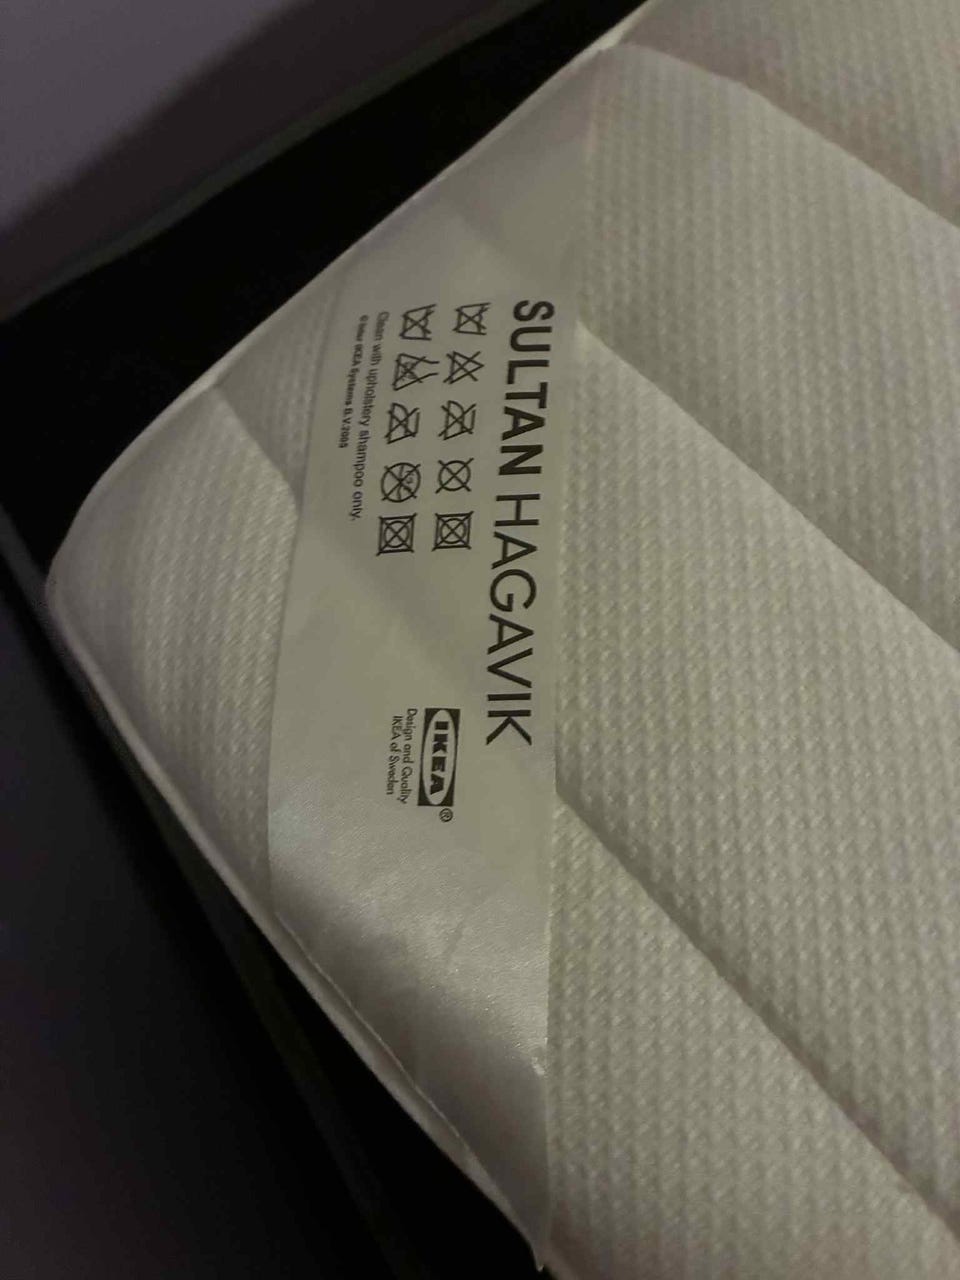 SULTAN HAGAVIK
Clean with upholstery shampoo only.
© Inter IKEA Systems B.V. 2005
IKEA®
Design and Quality
IKEA of Sweden